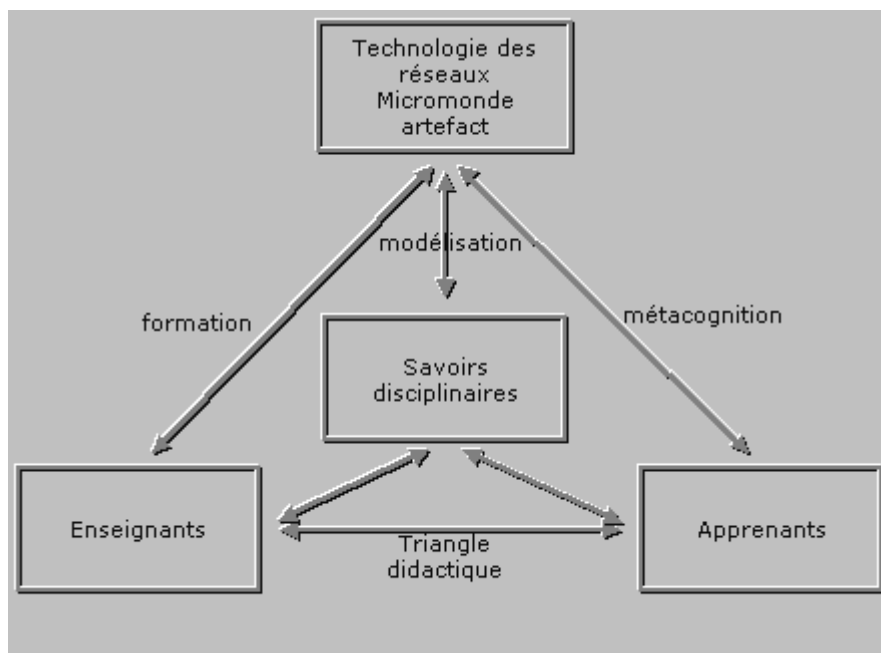 Technologie des
réseaux
Micromonde
artefact
modélisation
formation
métacognition
Savoirs
disciplinaires
Enseignants
Apprenants
Triangle
didactique